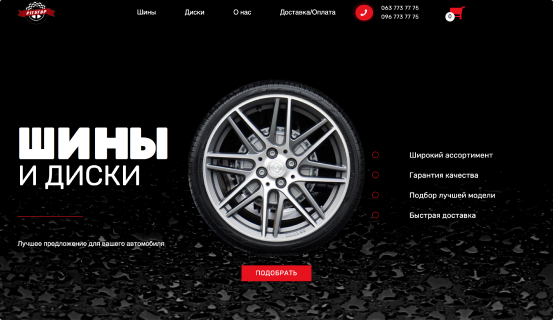 Шины
Диски
О нас
Доставка/Оплата
063 773 77 75
096 773 77 75
0
ШИНЫ
И ДИСКИ
Лучшее предложение для вашего автомобиля
Широкий ассортимент
Гарантия качества
Подбор лучшей модели
Быстрая доставка
ПОДОБРАТЬ